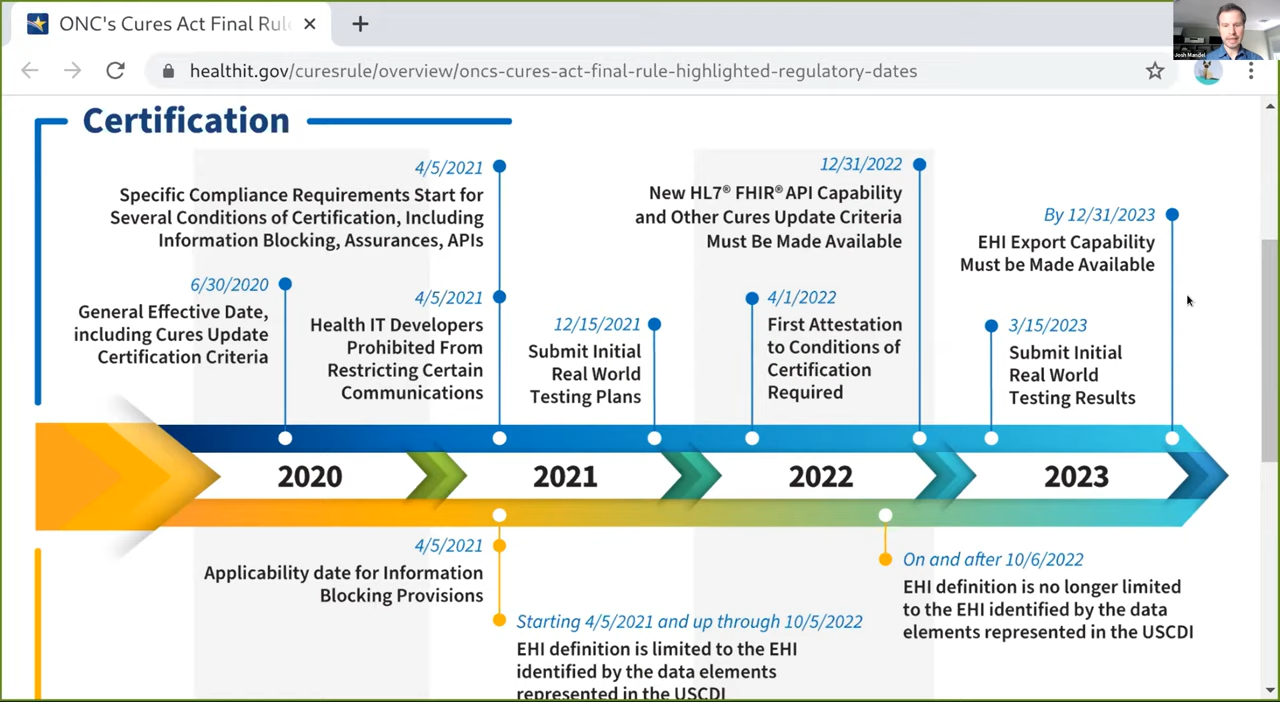 ONC's Cures Act Final Rule
healthit.gov/curesrule/overview/oncs-cures-act-final-rule-highlighted-regulatory-dates
Josh Mandel
Certification
4/5/2021
Specific Compliance Requirements Start for
Several Conditions of Certification, Including
Information Blocking, Assurances, APIs
12/31/2022
New HL7® FHIR® API Capability
and Other Cures Update Criteria
Must Be Made Available
By 12/31/2023
EHI Export Capability
Must be Made Available
6/30/2020
General Effective Date,
including Cures Update
Certification Criteria
4/5/2021
Health IT Developers
Prohibited From
Restricting Certain
Communications
12/15/2021
Submit Initial
Real World
Testing Plans
4/1/2022
First Attestation
to Conditions of
Certification
Required
3/15/2023
Submit Initial
Real World
Testing Results
2020
2021
2022
2023
4/5/2021
Applicability date for Information
Blocking Provisions
Starting 4/5/2021 and up through 10/5/2022
EHI definition is limited to the EHI
identified by the data elements
represented in the USCDI
On and after 10/6/2022
EHI definition is no longer limited
to the EHI identified by the data
elements represented in the USCDI